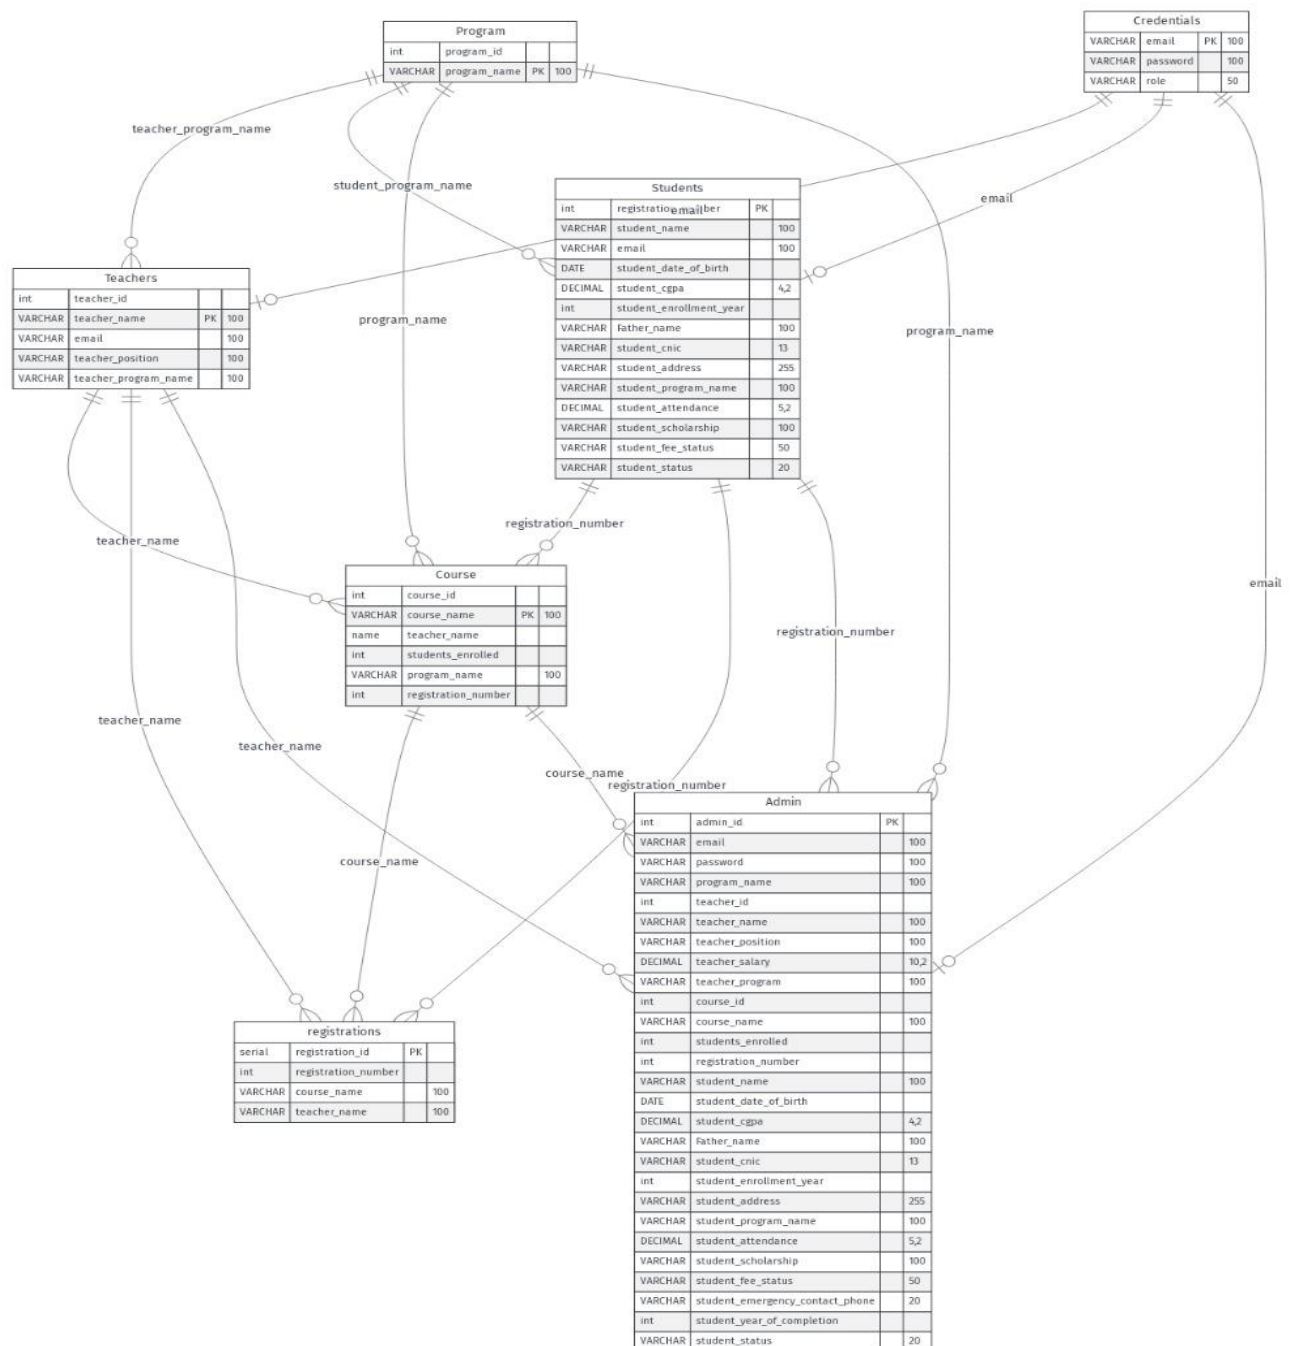 Program
int program_id
VARCHAR program_name PK 100
Credentials
VARCHAR email PK 100
VARCHAR password 100
VARCHAR role 50
teacher_program_name
student_program_name
email
Students
int registration_number PK
email
VARCHAR student_name 100
VARCHAR email 100
DATE student_date_of_birth
DECIMAL student_cgpa 4,2
int student_enrollment_year
VARCHAR Father_name 100
VARCHAR student_cnic 13
VARCHAR student_address 255
VARCHAR student_program_name 100
DECIMAL student_attendance 5,2
VARCHAR student_scholarship 100
VARCHAR student_fee_status 50
VARCHAR student_status 20
Teachers
int teacher_id
VARCHAR teacher_name PK 100
VARCHAR email 100
VARCHAR teacher_position 100
VARCHAR teacher_program_name 100
program_name
program_name
registration_number
teacher_name
Course
int course_id
VARCHAR course_name PK 100
name teacher_name
int students_enrolled
VARCHAR program_name 100
int registration_number
email
registration_number
teacher_name
teacher_name
course_name
registration_number
course_name
Admin
int admin_id PK
VARCHAR email 100
VARCHAR password 100
VARCHAR program_name 100
int teacher_id
VARCHAR teacher_name 100
VARCHAR teacher_position 100
DECIMAL teacher_salary 10,2
VARCHAR teacher_program 100
int course_id
VARCHAR course_name 100
int students_enrolled
int registration_number
VARCHAR student_name 100
DATE student_date_of_birth
DECIMAL student_cgpa 4,2
VARCHAR Father_name 100
VARCHAR student_cnic 13
int student_enrollment_year
VARCHAR student_address 255
VARCHAR student_program_name 100
DECIMAL student_attendance 5,2
VARCHAR student_scholarship 100
VARCHAR student_fee_status 50
VARCHAR student_emergency_contact_phone 20
int student_year_of_completion
VARCHAR student_status 20
registrations
serial registration_id PK
int registration_number
VARCHAR course_name 100
VARCHAR teacher_name 100